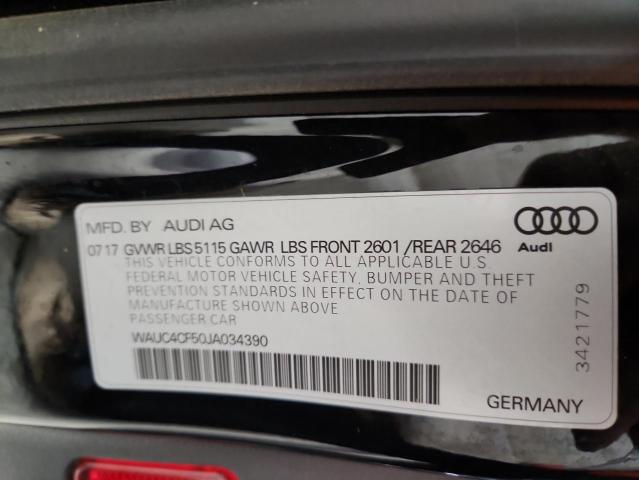 MFD. BY AUDI AG
07 17 GVWR LBS 5115 GAWR LBS FRONT 2601 / REAR 2646
Audi
THIS VEHICLE CONFORMS TO ALL APPLICABLE U.S.
FEDERAL MOTOR VEHICLE SAFETY, BUMPER AND THEFT
PREVENTION STANDARDS IN EFFECT ON THE DATE OF
MANUFACTURE SHOWN ABOVE
PASSENGER CAR
WAUC4CF50JA034390
3421779
GERMANY